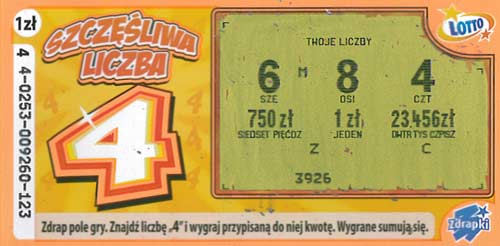 1zł
4 4-0253-009260-123
SZCZĘŚLIWA
LICZBA
4
LOTTO
TWOJE LICZBY
6 M 8 4
SZE OSI CZT
750 zł 1 zł 23.456zł
SIEDSET PIĘĆDZ JEDEN DWTRTYS CZPISZ
Z C
3926
Zdrap pole gry. Znajdź liczbę „4" i wygraj przypisaną do niej kwotę. Wygrane sumują się.
Zdrapki